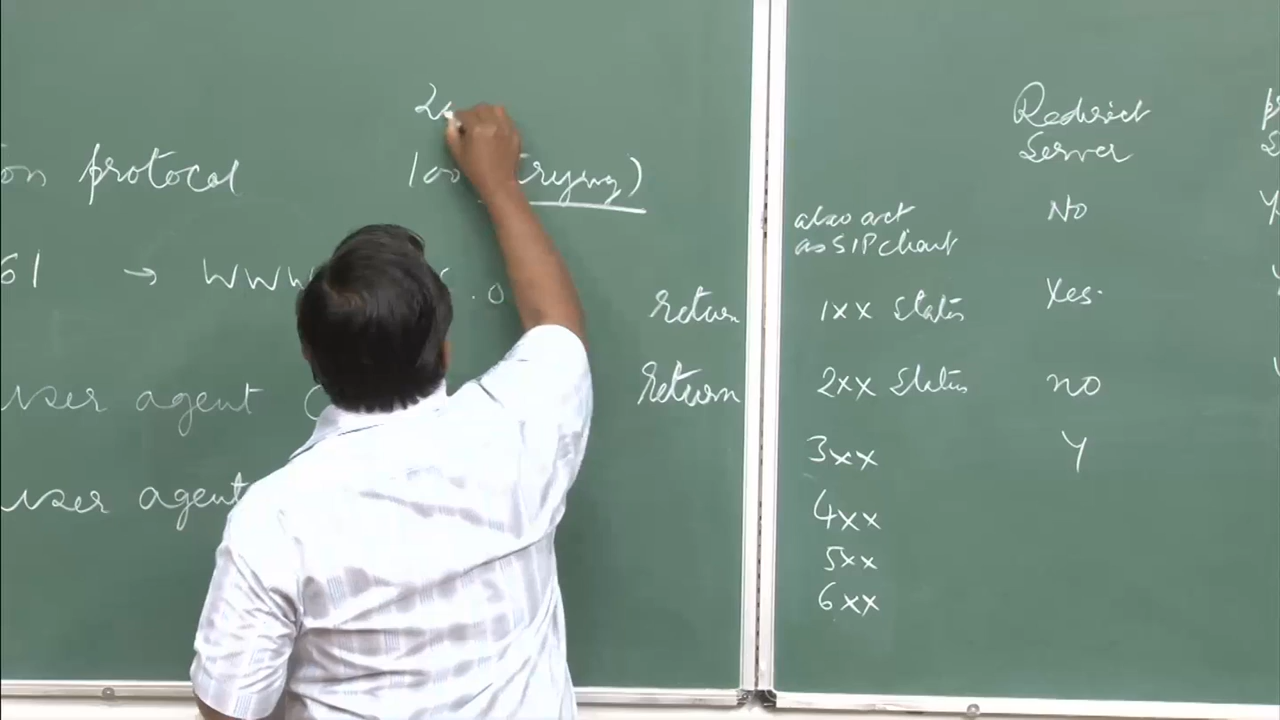 20
on protocol 100 (Trying)
61 → WWW
user agent (
user agent
Redirect
Server
also act
as SIP client No
return 1xx Status Yes.
return 2xx Status no
3xx Y
4xx
5xx
6xx